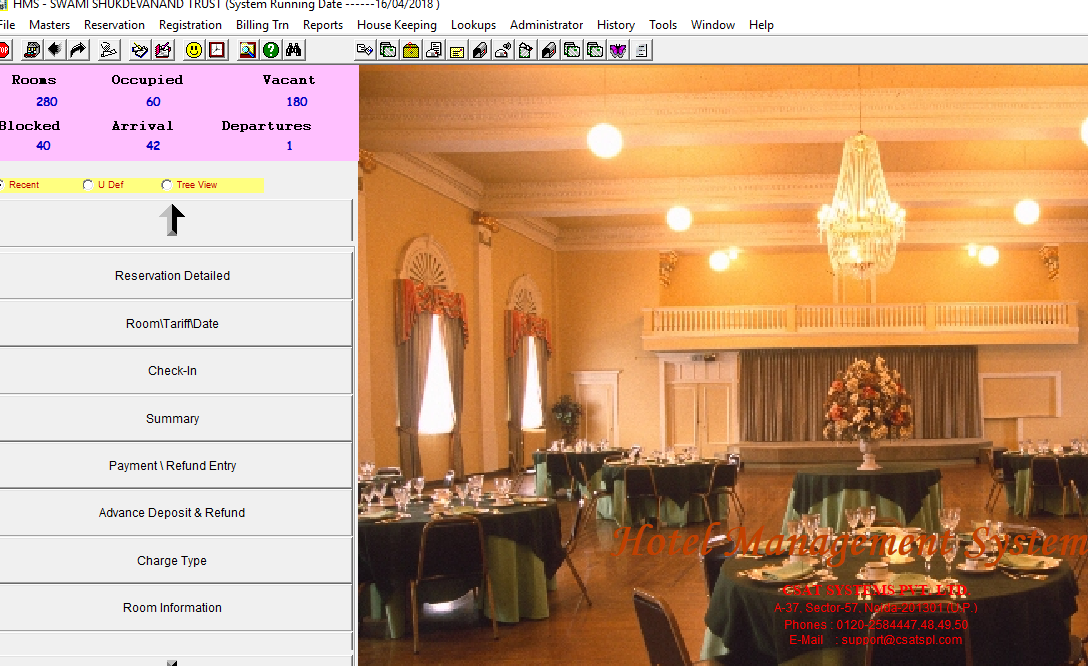 HMS - SWAMI SHUKDEVANAND TRUST (System Running Date ------16/04/2018 )
File Masters Reservation Registration Billing Trn Reports House Keeping Lookups Administrator History Tools Window Help
STOP
Rooms Occupied Vacant
280 60 180
Blocked Arrival Departures
40 42 1
Recent U Def Tree View
Reservation Detailed
Room\Tariff\Date
Check-In
Summary
Payment \ Refund Entry
Advance Deposit & Refund
Charge Type
Room Information
Hotel Management System
CSAT SYSTEMS PVT. LTD.
A-37, Sector-57, Noida-201301 (U.P.)
Phones : 0120-2584447,48,49,50
E-Mail : support@csatspl.com